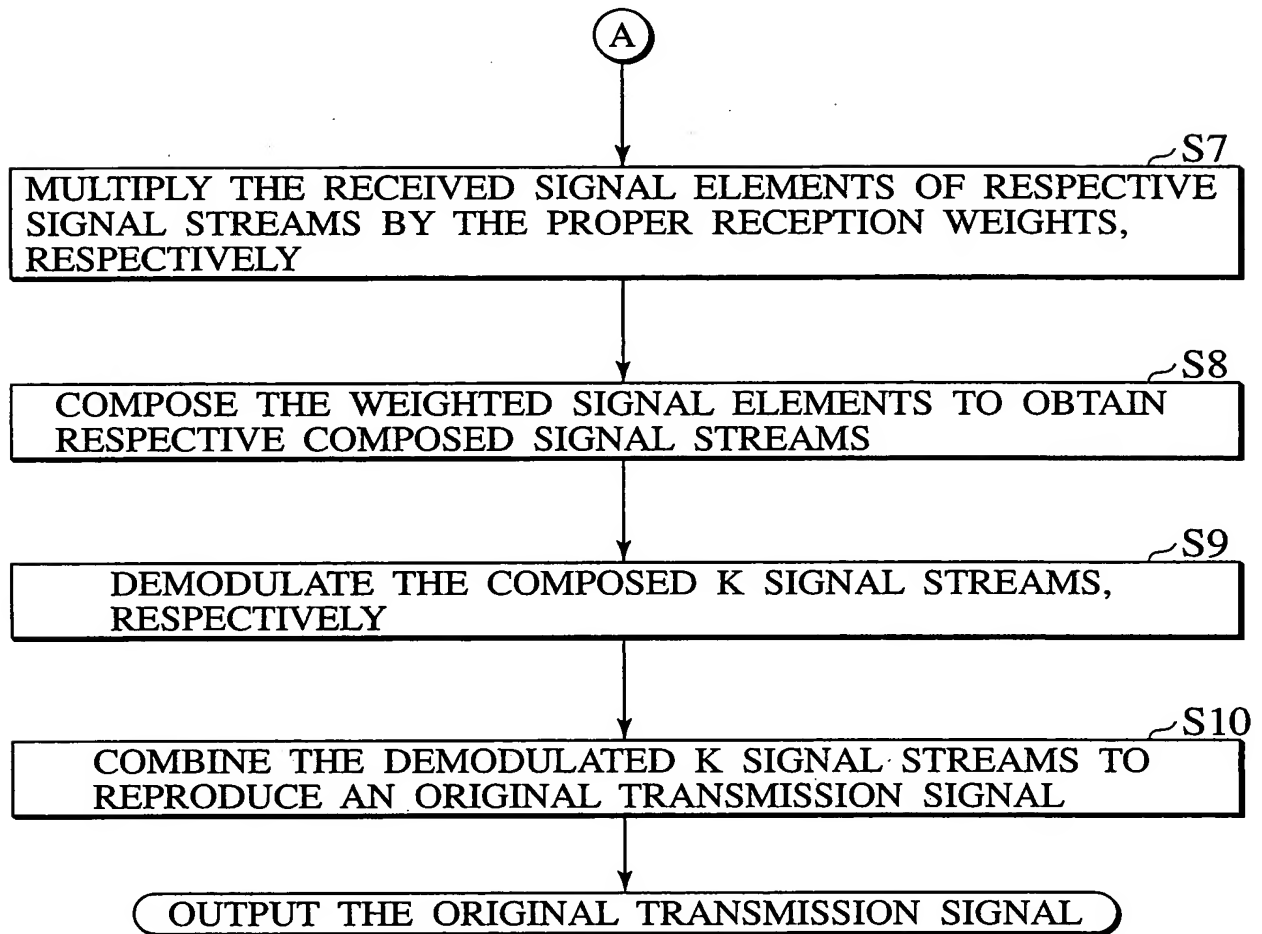 A
S7
MULTIPLY THE RECEIVED SIGNAL ELEMENTS OF RESPECTIVE
SIGNAL STREAMS BY THE PROPER RECEPTION WEIGHTS,
RESPECTIVELY
S8
COMPOSE THE WEIGHTED SIGNAL ELEMENTS TO OBTAIN
RESPECTIVE COMPOSED SIGNAL STREAMS
S9
DEMODULATE THE COMPOSED K SIGNAL STREAMS,
RESPECTIVELY
S10
COMBINE THE DEMODULATED K SIGNAL STREAMS TO
REPRODUCE AN ORIGINAL TRANSMISSION SIGNAL
OUTPUT THE ORIGINAL TRANSMISSION SIGNAL